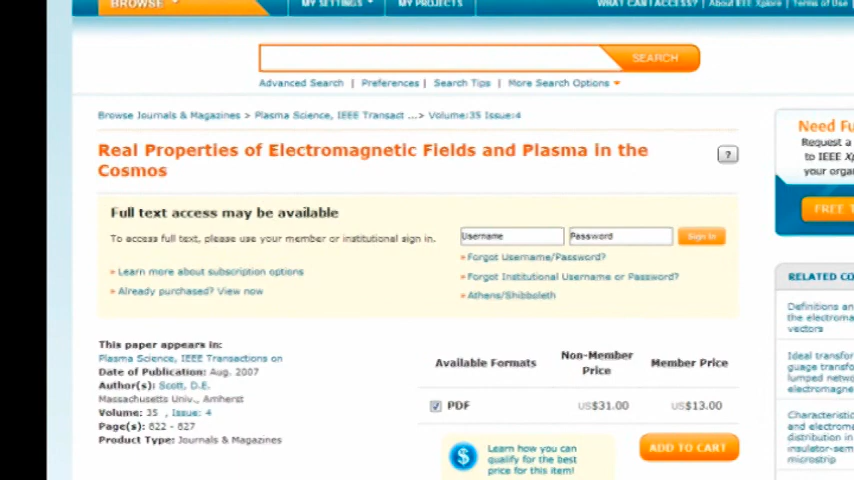 BROWSE
MY SETTINGS
MY PROJECTS
WHAT CAN I ACCESS? | About IEEE Xplore | Terms of Use
SEARCH
Advanced Search | Preferences | Search Tips | More Search Options
Browse Journals & Magazines > Plasma Science, IEEE Transact ...> Volume:35 Issue:4
Real Properties of Electromagnetic Fields and Plasma in the
Cosmos
?
Full text access may be available
To access full text, please use your member or institutional sign in.
Username
Password
Sign In
» Learn more about subscription options
» Already purchased? View now
» Forgot Username/Password?
» Forgot Institutional Username or Password?
» Athens/Shibboleth
This paper appears in:
Plasma Science, IEEE Transactions on
Date of Publication: Aug. 2007
Author(s): Scott, D.E.
Massachusetts Univ., Amherst
Volume: 35 , Issue: 4
Page(s): 822 - 827
Product Type: Journals & Magazines
Available Formats
Non-Member
Price
Member Price
PDF
US$31.00
US$13.00
$
Learn how you can
qualify for the best
price for this item!
ADD TO CART
Need Fu
Request a
to IEEE Xp
your organ
FREE T
RELATED CO
Definitions an
the electroma
vectors
Ideal transfor
guage transfo
lumped netwo
electromagne
Characteristic
and electroma
distribution in
insulator-sem
microstrip